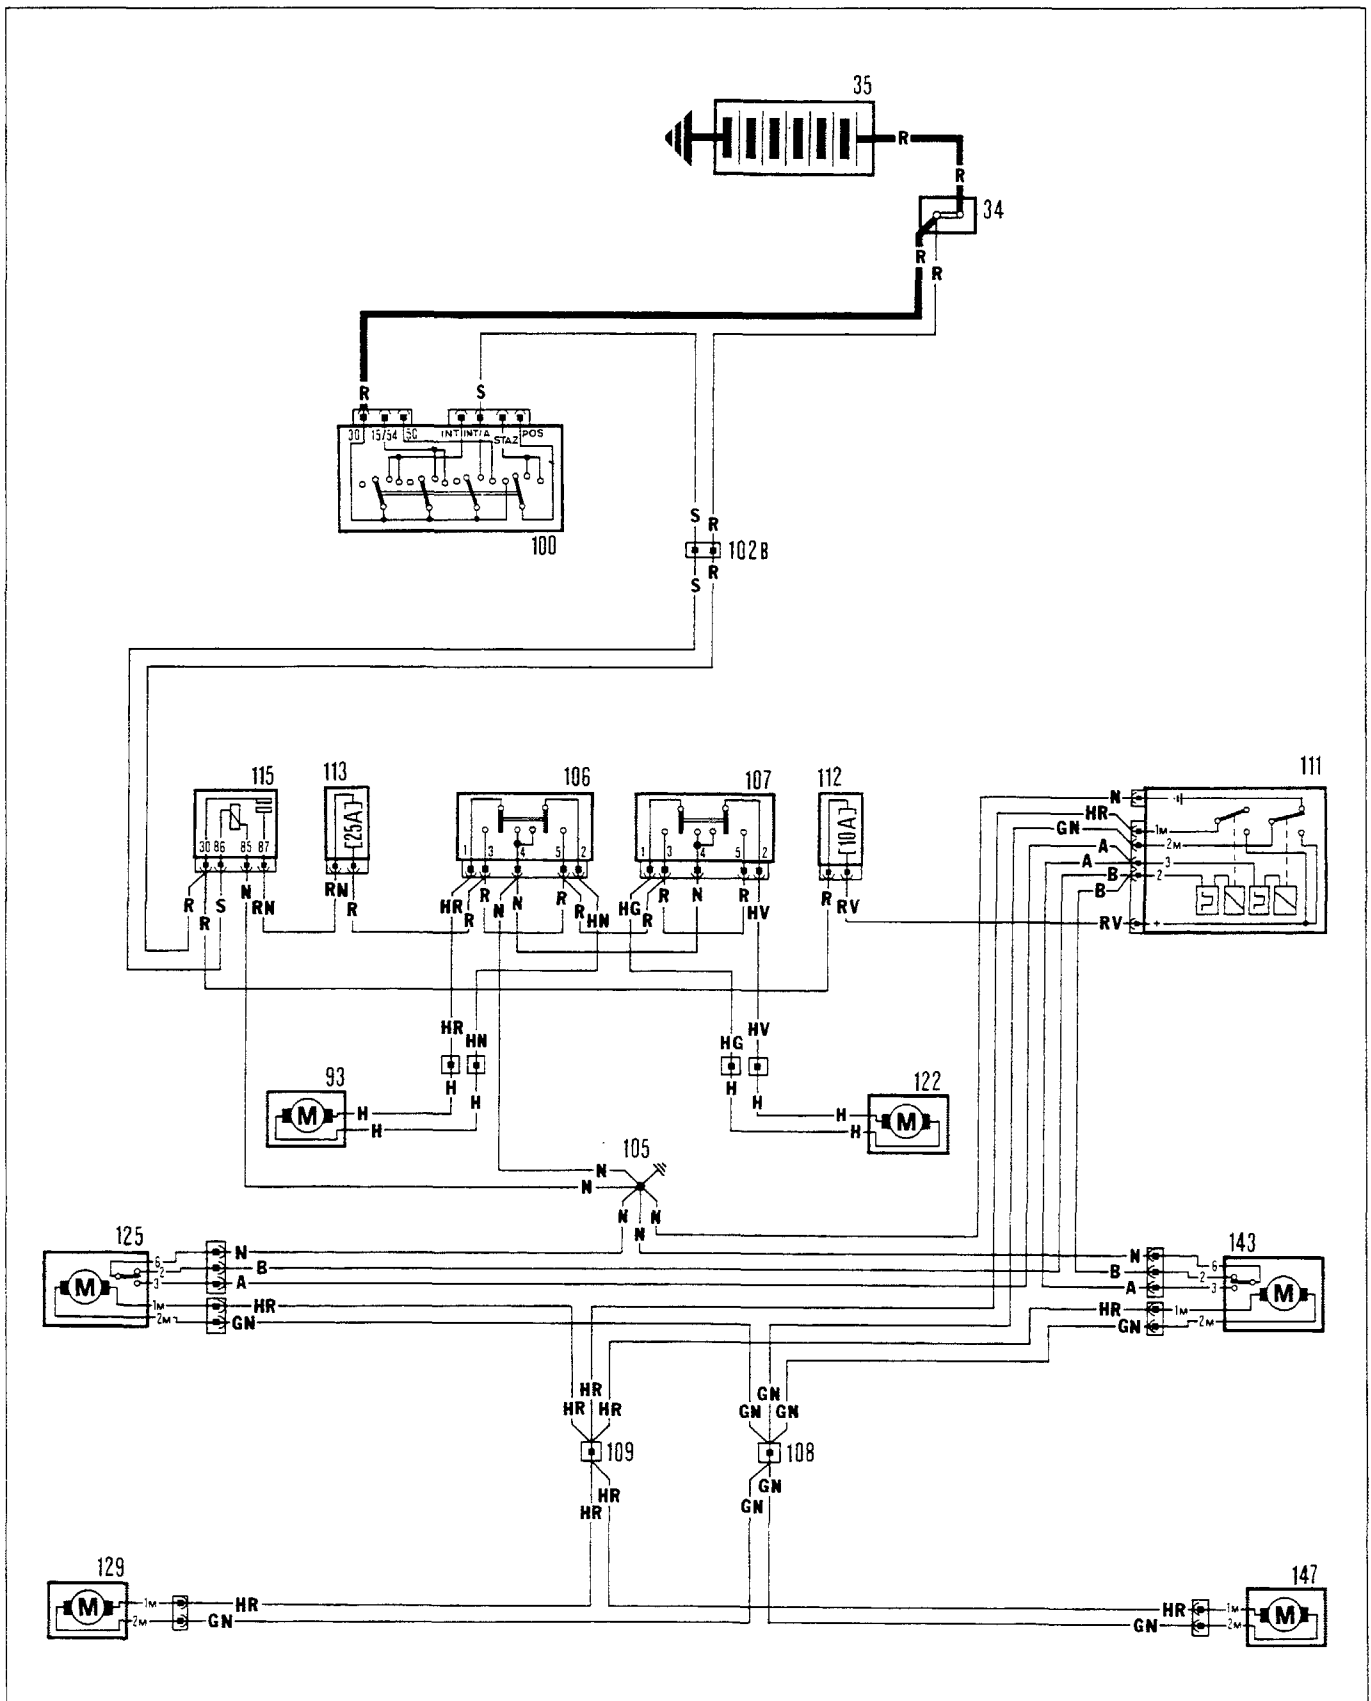 35
R
R
34
R
R
R
S
30 15/54 50 INT INT/A STAZ POS
100
S R
102B
S R
115 113 106 107 112 111
25A
10A
30 86 85 87
1 3 4 5 2
1 3 4 5 2
N
HR
GN
A
A
B
B
RV
1M
2M
3
2
+
R R S N RN
RN R
R HR R N N R R HN
HG R R N R HV
R RV
HR HN
HG HV
H H
H H
93
M
H
H
122
M
H
H
105
N
N
N N N
125
M
6
2
3
1M
2M
N
B
A
HR
GN
143
M
N
B
A
HR
GN
6
2
3
1M
2M
HR HR HR
109
HR HR
GN GN GN
108
GN GN
129
M
1M
2M
HR
GN
147
M
HR
GN
1M
2M